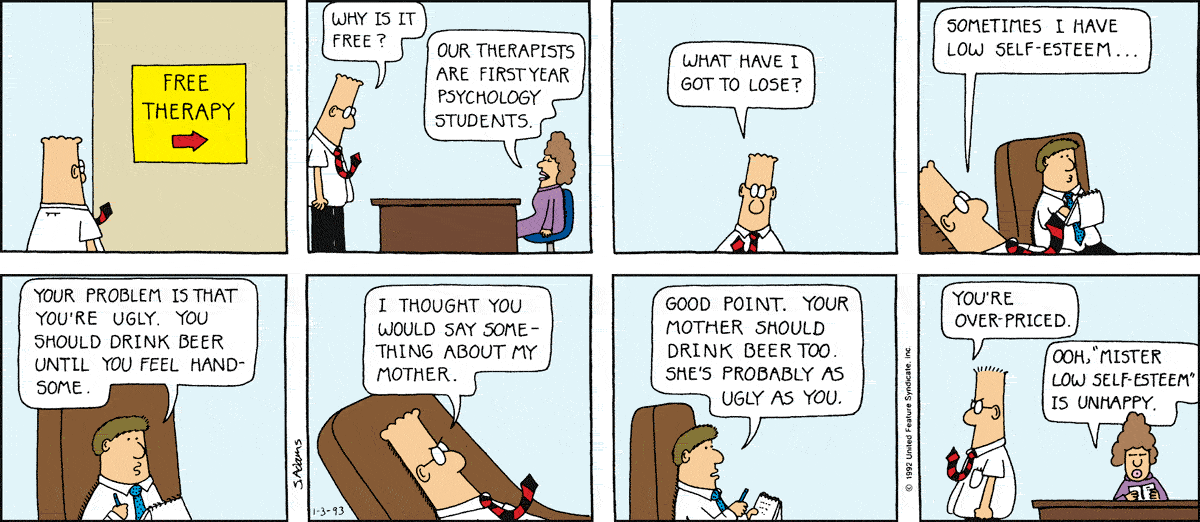 FREE
THERAPY
WHY IS IT
FREE?
OUR THERAPISTS
ARE FIRST YEAR
PSYCHOLOGY
STUDENTS.
WHAT HAVE I
GOT TO LOSE?
SOMETIMES I HAVE
LOW SELF-ESTEEM...
YOUR PROBLEM IS THAT
YOU'RE UGLY. YOU
SHOULD DRINK BEER
UNTIL YOU FEEL HAND-
SOME.
S.Adams
I THOUGHT YOU
WOULD SAY SOME-
THING ABOUT MY
MOTHER.
1-3-93
GOOD POINT. YOUR
MOTHER SHOULD
DRINK BEER TOO.
SHE'S PROBABLY AS
UGLY AS YOU.
© 1992 United Feature Syndicate, Inc.
YOU'RE
OVER-PRICED.
OOH, "MISTER
LOW SELF-ESTEEM"
IS UNHAPPY.